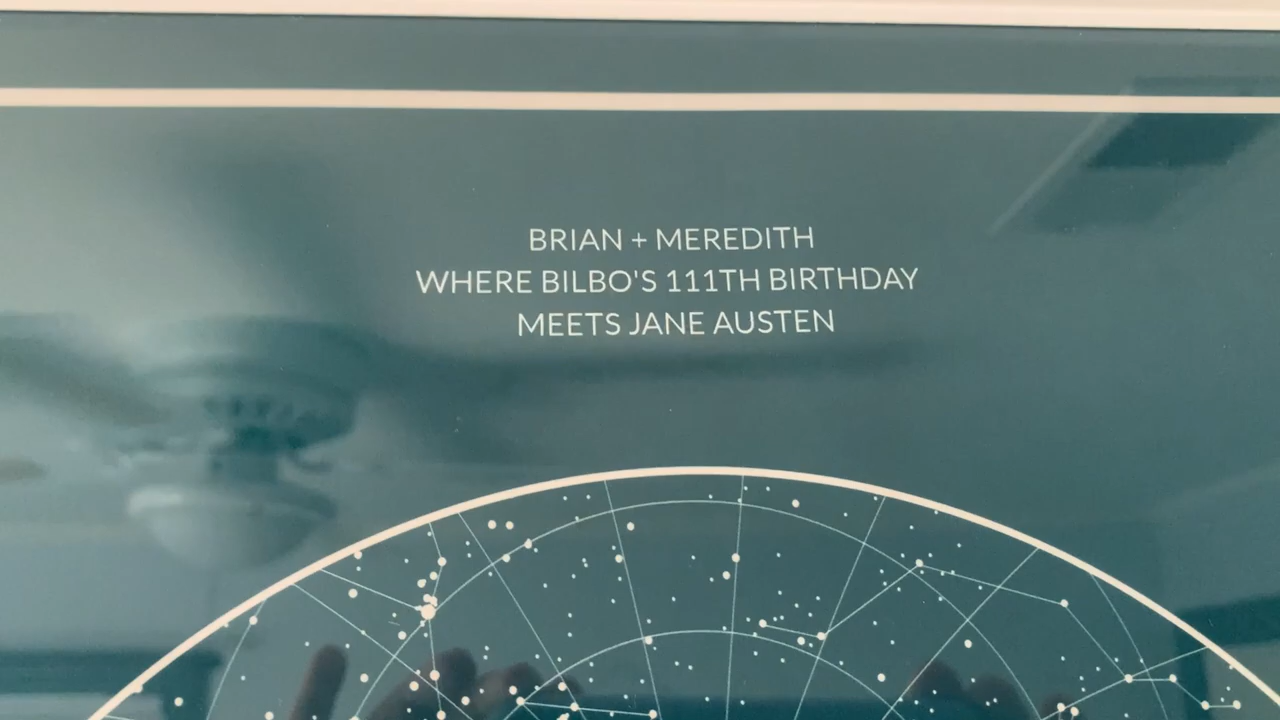 BRIAN + MEREDITH
WHERE BILBO'S 111TH BIRTHDAY
MEETS JANE AUSTEN